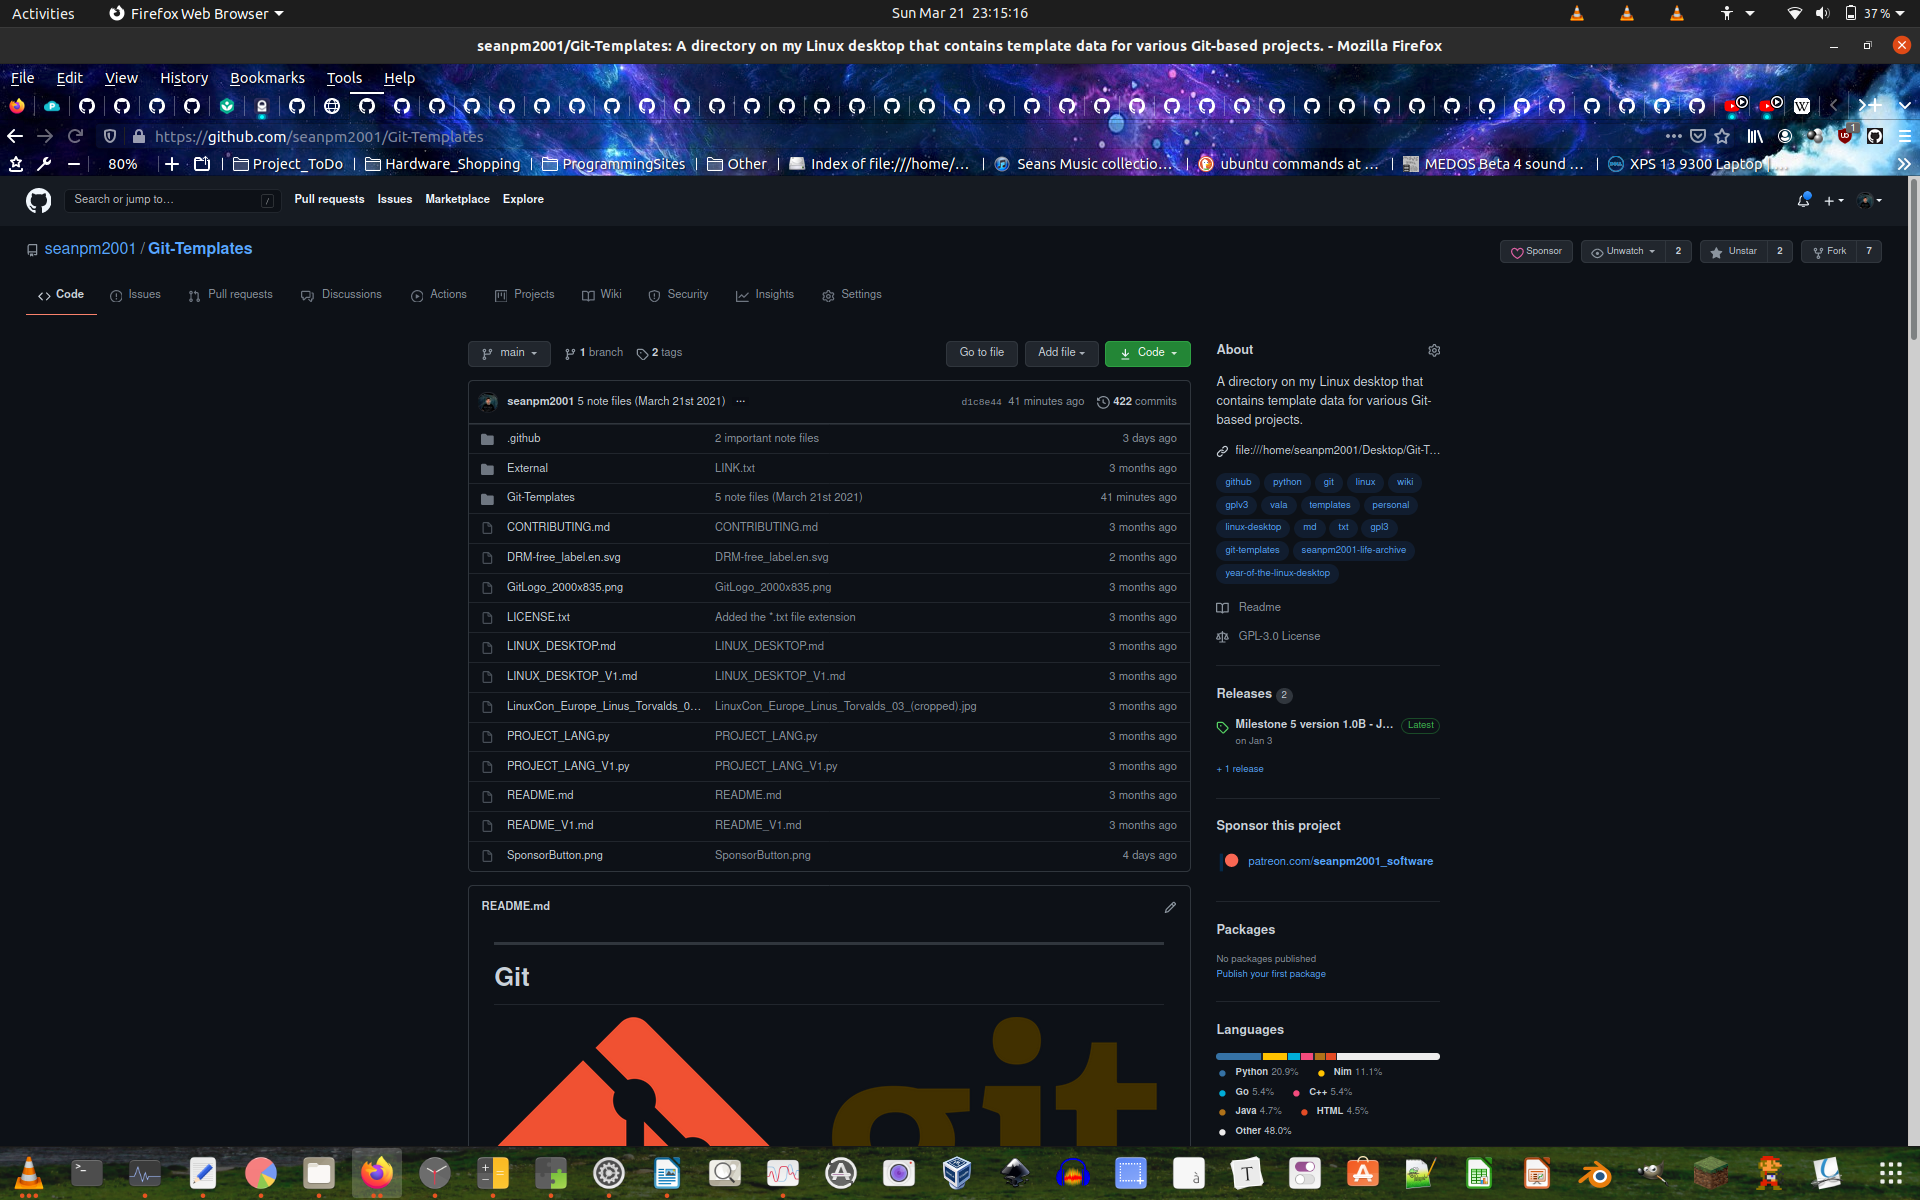 Activities Firefox Web Browser Sun Mar 21 23:15:16 37 %
seanpm2001/Git-Templates: A directory on my Linux desktop that contains template data for various Git-based projects. - Mozilla Firefox
File Edit View History Bookmarks Tools Help
https://github.com/seanpm2001/Git-Templates
80% Project_ToDo Hardware_Shopping ProgrammingSites Other Index of file:///home/... Seans Music collectio... ubuntu commands at ... MEDOS Beta 4 sound ... XPS 13 9300 Laptop
Search or jump to... / Pull requests Issues Marketplace Explore
seanpm2001 / Git-Templates Sponsor Unwatch 2 Unstar 2 Fork 7
Code Issues Pull requests Discussions Actions Projects Wiki Security Insights Settings
main 1 branch 2 tags Go to file Add file Code
seanpm2001 5 note files (March 21st 2021) ... d1c8e44 41 minutes ago 422 commits
.github 2 important note files 3 days ago
External LINK.txt 3 months ago
Git-Templates 5 note files (March 21st 2021) 41 minutes ago
CONTRIBUTING.md CONTRIBUTING.md 3 months ago
DRM-free_label.en.svg DRM-free_label.en.svg 2 months ago
GitLogo_2000x835.png GitLogo_2000x835.png 3 months ago
LICENSE.txt Added the *.txt file extension 3 months ago
LINUX_DESKTOP.md LINUX_DESKTOP.md 3 months ago
LINUX_DESKTOP_V1.md LINUX_DESKTOP_V1.md 3 months ago
LinuxCon_Europe_Linus_Torvalds_0... LinuxCon_Europe_Linus_Torvalds_03_(cropped).jpg 3 months ago
PROJECT_LANG.py PROJECT_LANG.py 3 months ago
PROJECT_LANG_V1.py PROJECT_LANG_V1.py 3 months ago
README.md README.md 3 months ago
README_V1.md README_V1.md 3 months ago
SponsorButton.png SponsorButton.png 4 days ago
README.md
Git
git
About
A directory on my Linux desktop that
contains template data for various Git-
based projects.
file:///home/seanpm2001/Desktop/Git-T...
github python git linux wiki
gplv3 vala templates personal
linux-desktop md txt gpl3
git-templates seanpm2001-life-archive
year-of-the-linux-desktop
Readme
GPL-3.0 License
Releases 2
Milestone 5 version 1.0B - J... Latest
on Jan 3
+ 1 release
Sponsor this project
patreon.com/seanpm2001_software
Packages
No packages published
Publish your first package
Languages
Python 20.9% Nim 11.1%
Go 5.4% C++ 5.4%
Java 4.7% HTML 4.5%
Other 48.0%